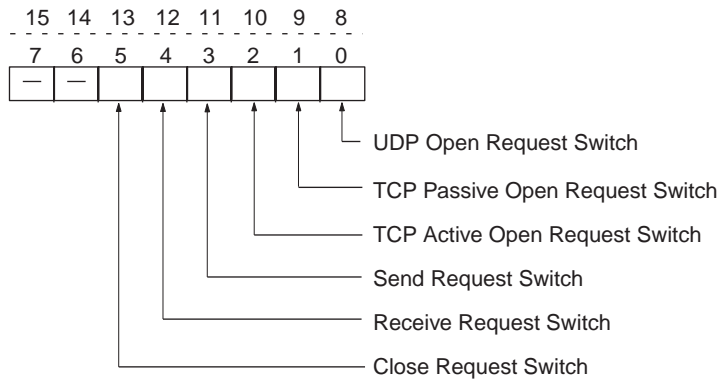 15 14 13 12 11 10 9 8
7 6 5 4 3 2 1 0
— —
UDP Open Request Switch
TCP Passive Open Request Switch
TCP Active Open Request Switch
Send Request Switch
Receive Request Switch
Close Request Switch